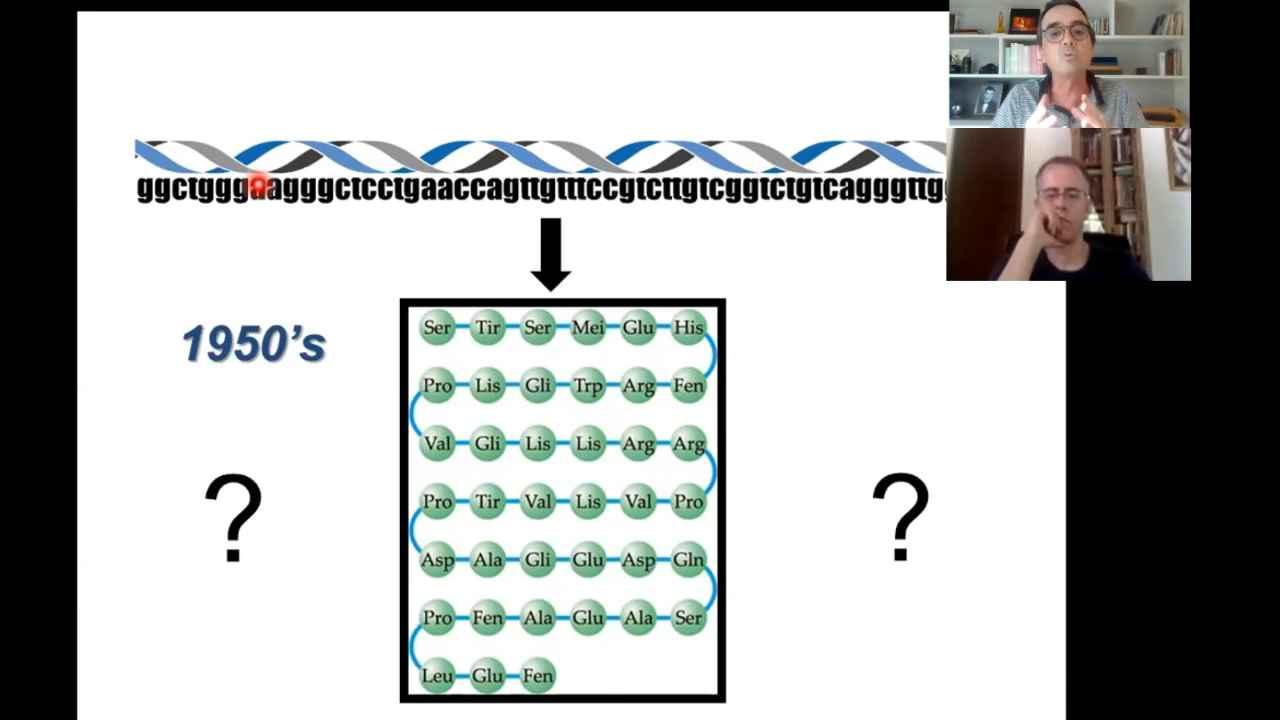 ggctgggaagggctcctgaaccagttgtttccgtcttgtcggtctgtcagggttg
1950's
Ser Tir Ser Mei Glu His
Pro Lis Gli Trp Arg Fen
Val Gli Lis Lis Arg Arg
? ?
Pro Tir Val Lis Val Pro
Asp Ala Gli Glu Asp Gln
Pro Fen Ala Glu Ala Ser
Leu Glu Fen